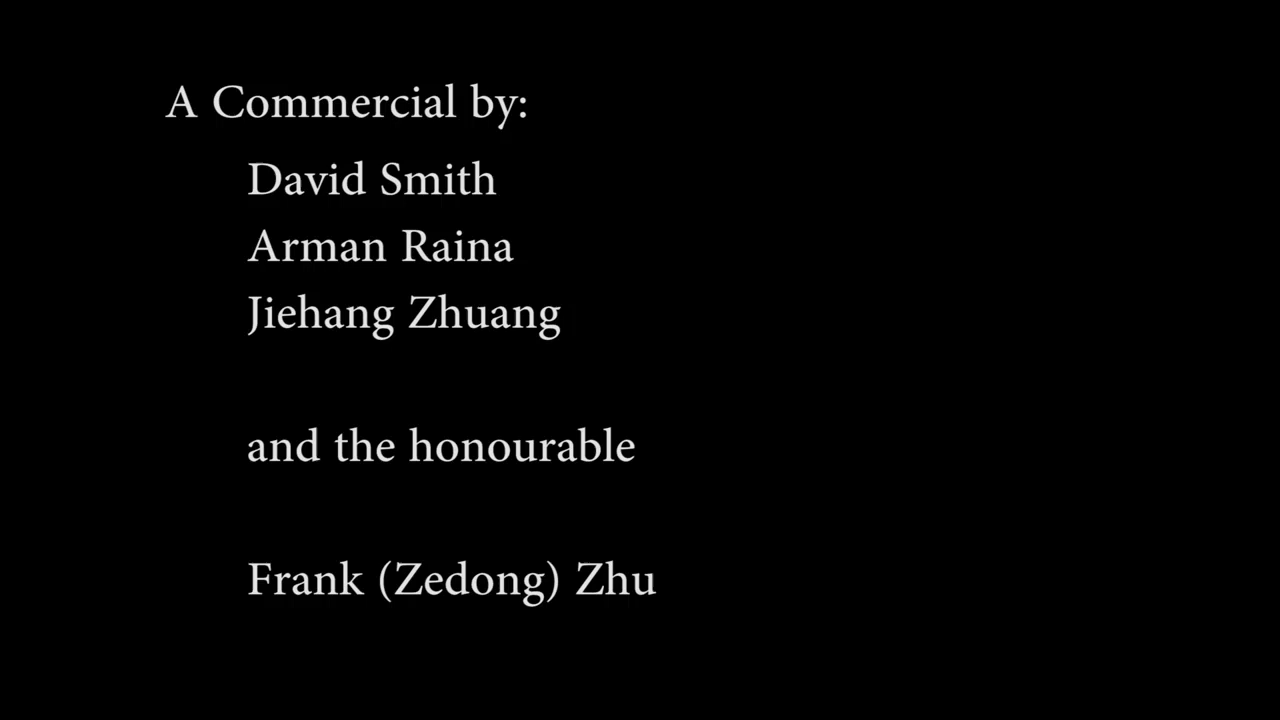 A Commercial by:
David Smith
Arman Raina
Jiehang Zhuang
and the honourable
Frank (Zedong) Zhu